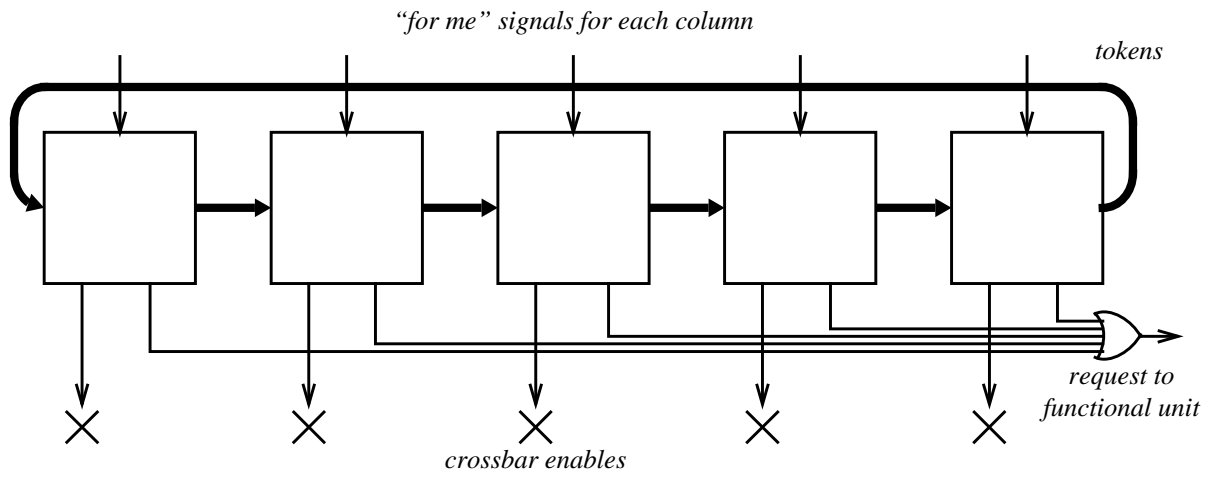 “for me” signals for each column
tokens
request to
functional unit
crossbar enables